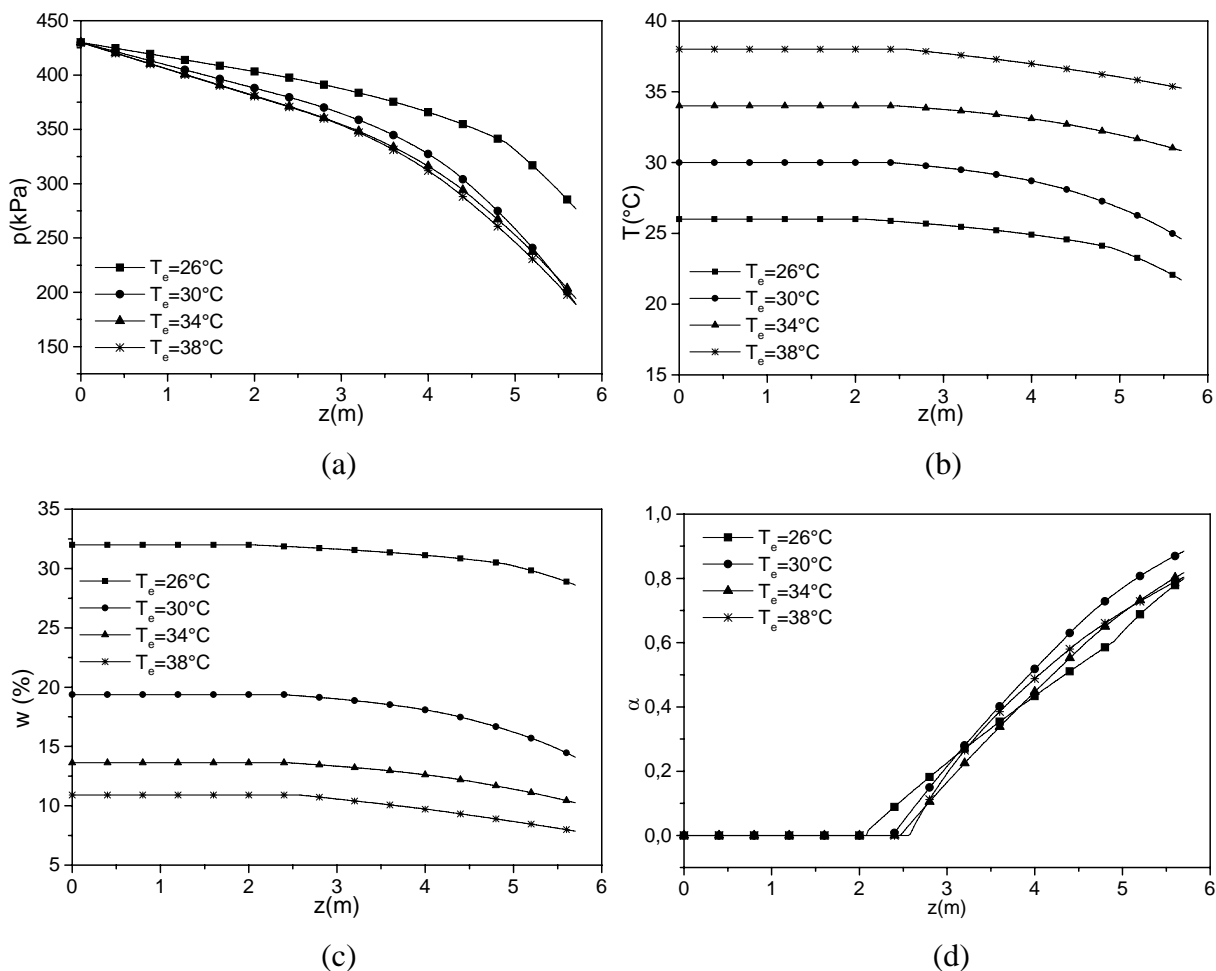 450
400
350
300
250
200
150
p(kPa)
T_e=26°C
T_e=30°C
T_e=34°C
T_e=38°C
0 1 2 3 4 5 6
z(m)
(a)
40
35
30
25
20
15
T(°C)
T_e=26°C
T_e=30°C
T_e=34°C
T_e=38°C
0 1 2 3 4 5 6
z(m)
(b)
35
30
25
20
15
10
5
w (%)
T_e=26°C
T_e=30°C
T_e=34°C
T_e=38°C
0 1 2 3 4 5 6
z(m)
(c)
1,0
0,8
0,6
0,4
0,2
0,0
α
T_e=26°C
T_e=30°C
T_e=34°C
T_e=38°C
0 1 2 3 4 5 6
z(m)
(d)